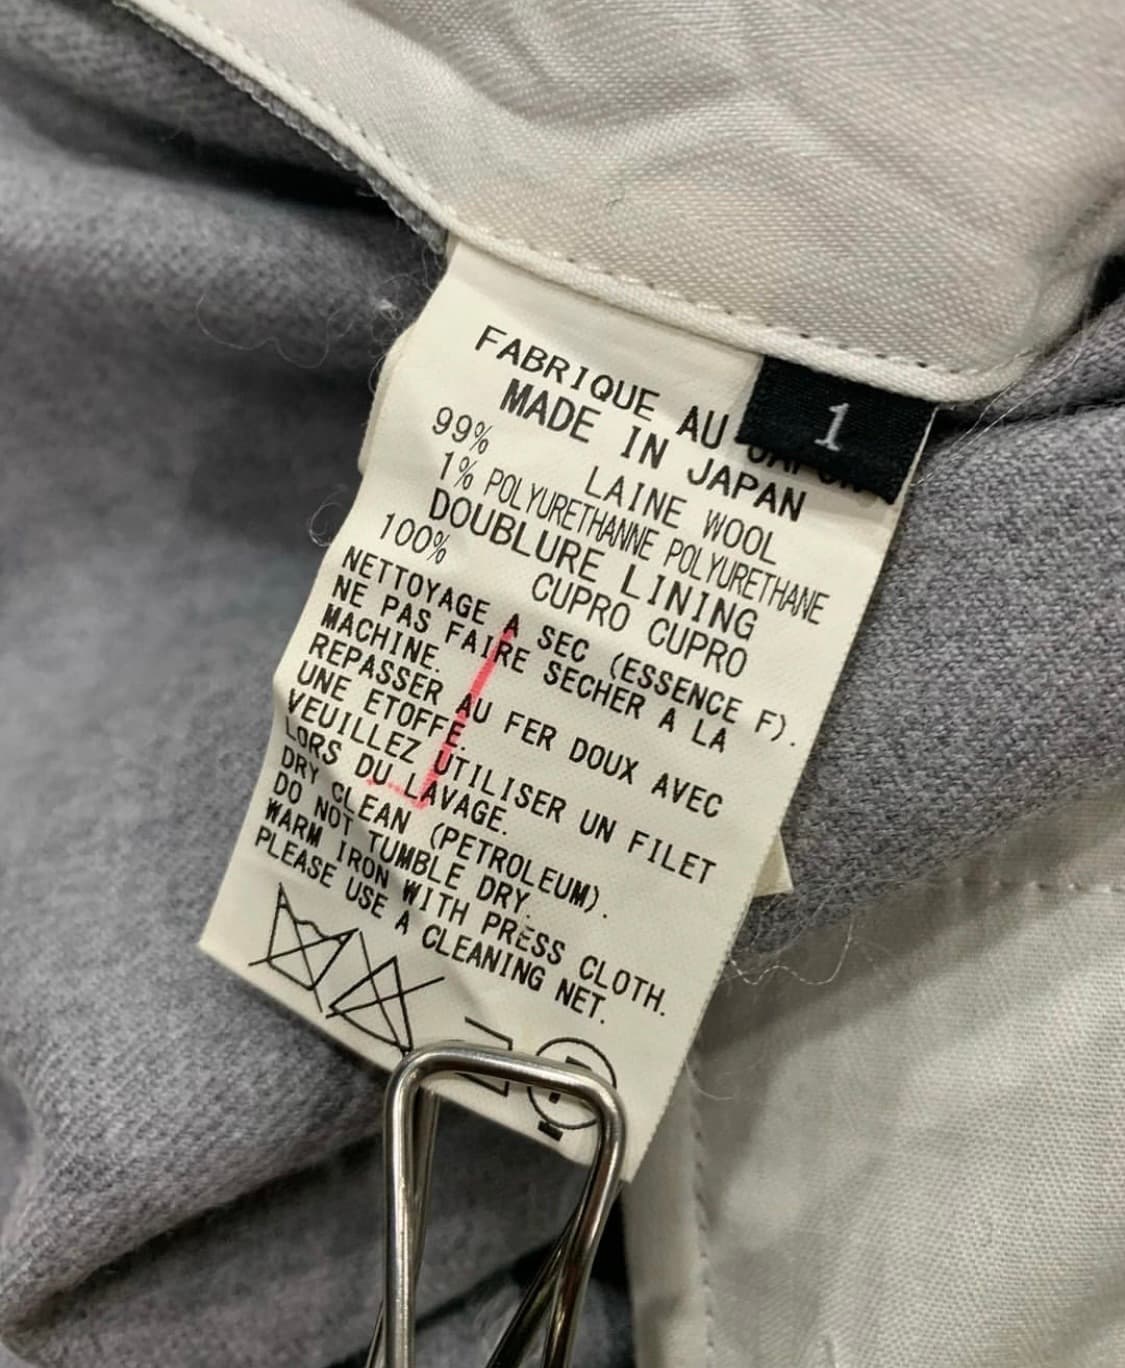 FABRIQUE AU JAPON
MADE IN JAPAN
1
99% LAINE WOOL
1% POLYURETHANNE POLYURETHANE
DOUBLURE LINING
100% CUPRO CUPRO
NETTOYAGE A SEC (ESSENCE F).
NE PAS FAIRE SECHER A LA
MACHINE.
REPASSER AU FER DOUX AVEC
UNE ETOFFE.
VEUILLEZ UTILISER UN FILET
LORS DU LAVAGE.
DRY CLEAN (PETROLEUM).
DO NOT TUMBLE DRY.
WARM IRON WITH PRESS CLOTH.
PLEASE USE A CLEANING NET.